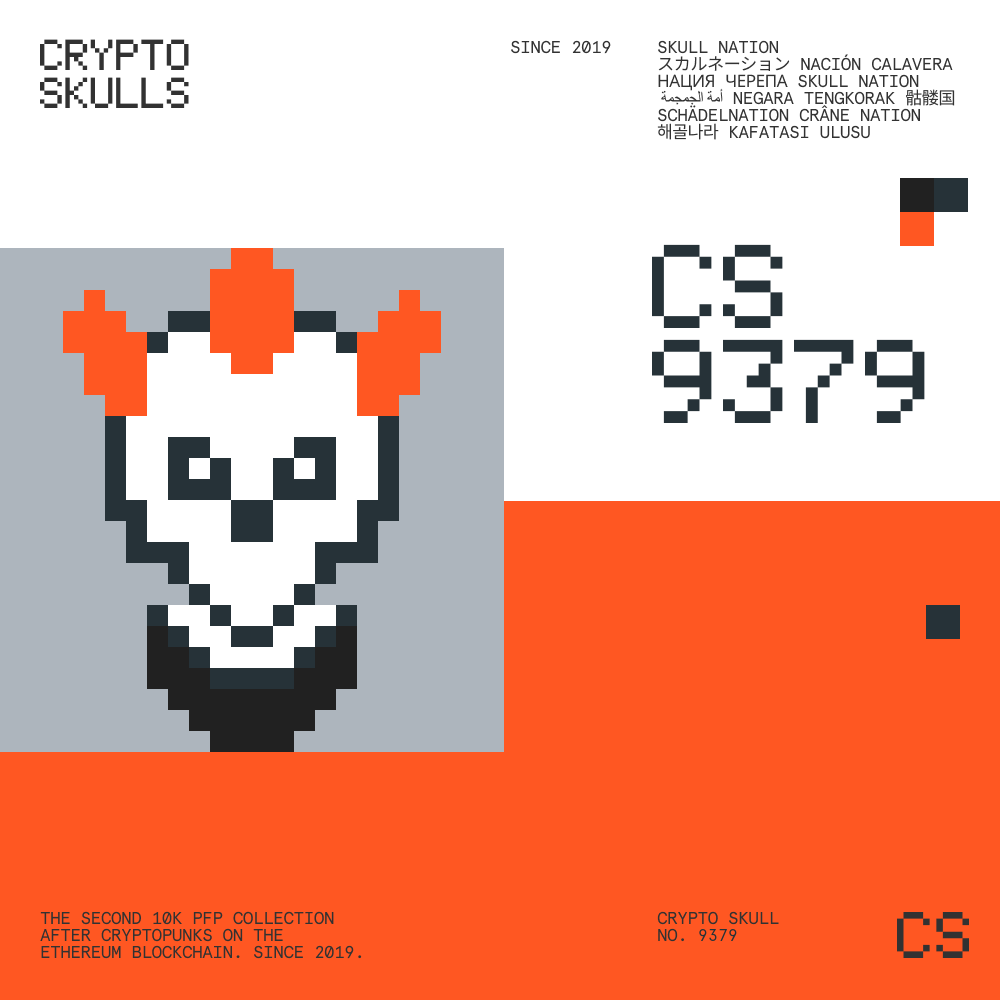 CRYPTO
SKULLS
SINCE 2019
SKULL NATION
スカルネーション NACIÓN CALAVERA
НАЦИЯ ЧЕРЕПА SKULL NATION
أمة الجمجمة NEGARA TENGKORAK 骷髅国
SCHÄDELNATION CRÂNE NATION
해골나라 KAFATASI ULUSU
CS
9379
THE SECOND 10K PFP COLLECTION
AFTER CRYPTOPUNKS ON THE
ETHEREUM BLOCKCHAIN. SINCE 2019.
CRYPTO SKULL
NO. 9379
CS